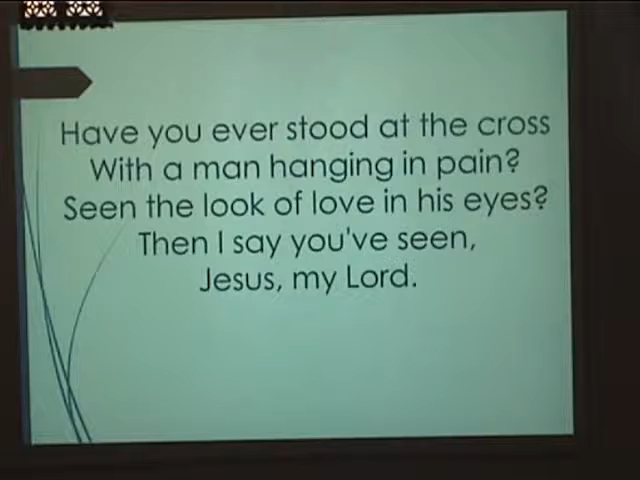 Have you ever stood at the cross
With a man hanging in pain?
Seen the look of love in his eyes?
Then I say you've seen,
Jesus, my Lord.